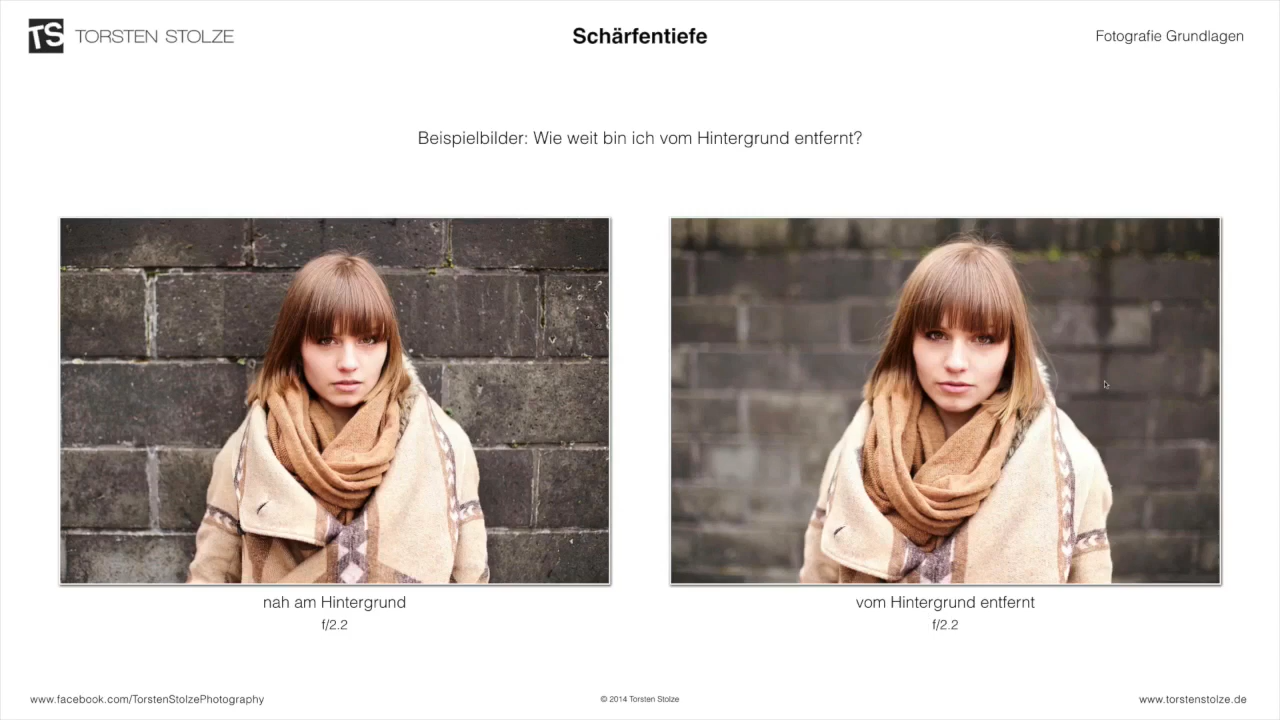 TS TORSTEN STOLZE
Schärfentiefe
Fotografie Grundlagen
Beispielbilder: Wie weit bin ich vom Hintergrund entfernt?
nah am Hintergrund
f/2.2
vom Hintergrund entfernt
f/2.2
www.facebook.com/TorstenStolzePhotography
© 2014 Torsten Stolze
www.torstenstolze.de